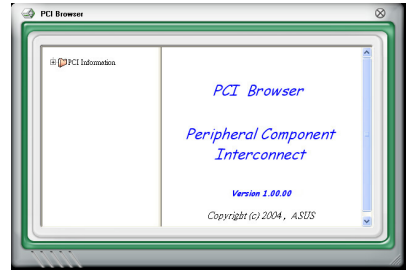 PCI Browser
PCI Information
PCI Browser
Peripheral Component
Interconnect
Version 1.00.00
Copyright (c) 2004 , ASUS